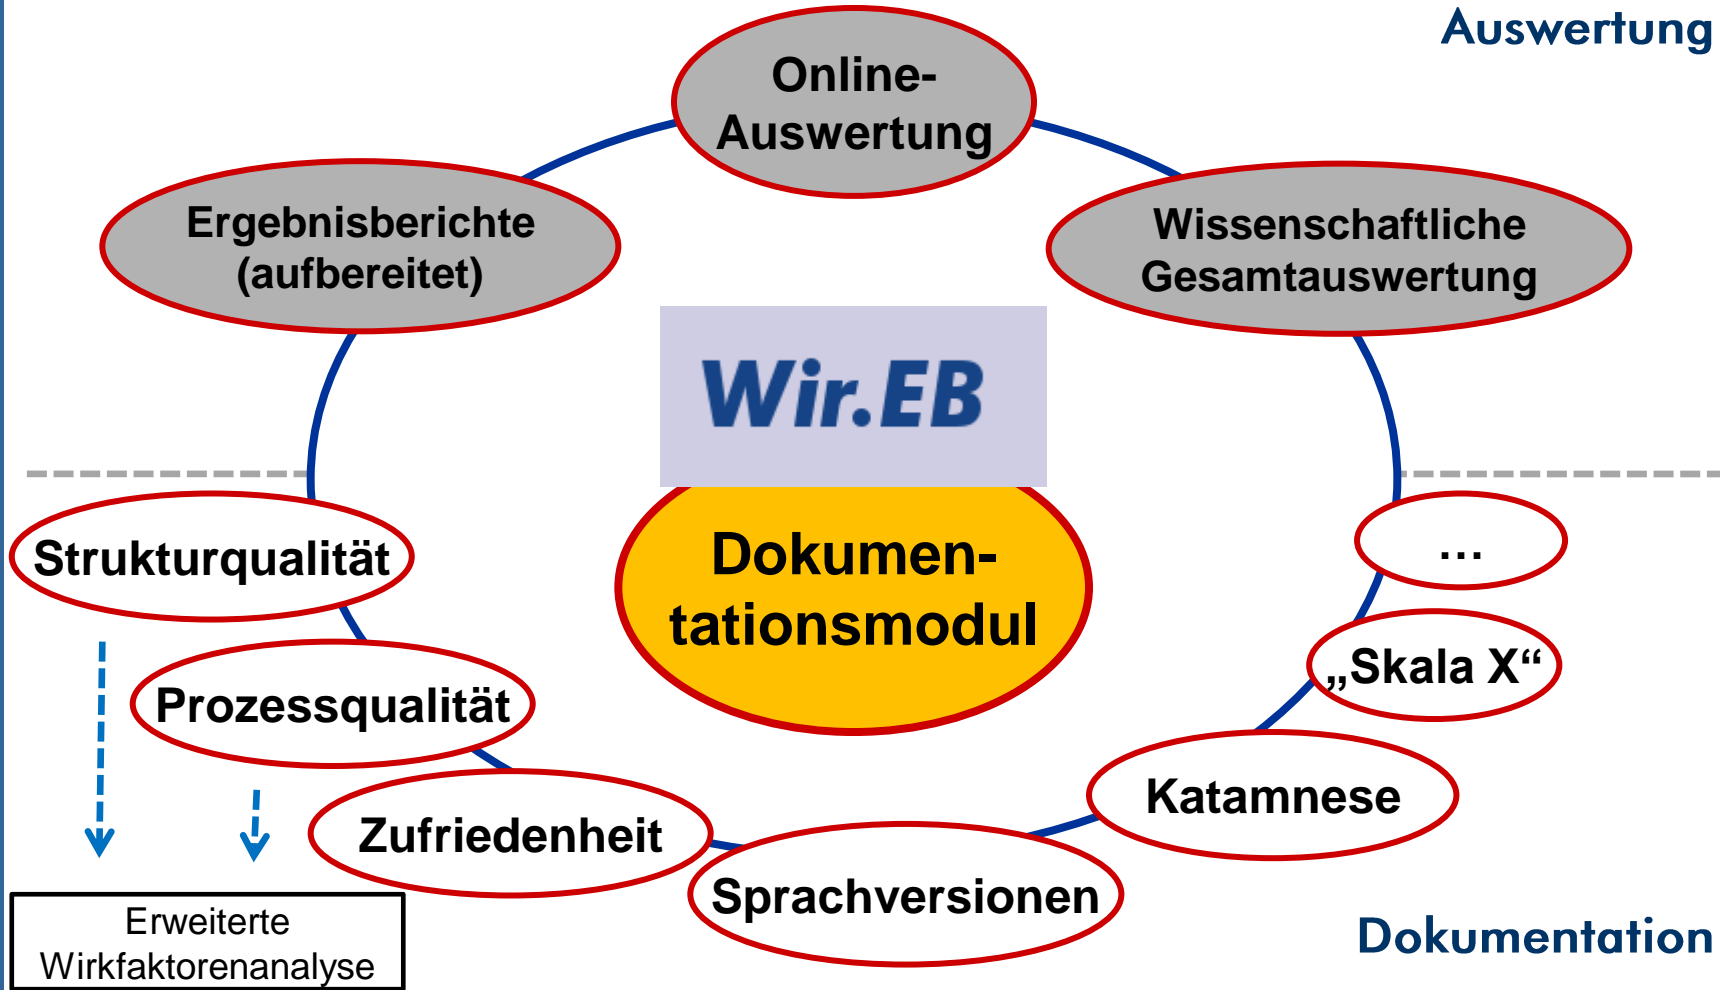 Auswertung
Online-
Auswertung
Ergebnisberichte
(aufbereitet)
Wissenschaftliche
Gesamtauswertung
Wir.EB
Dokumen-
tationsmodul
Strukturqualität
...
Prozessqualität
„Skala X“
Zufriedenheit
Katamnese
Sprachversionen
Erweiterte
Wirkfaktorenanalyse
Dokumentation